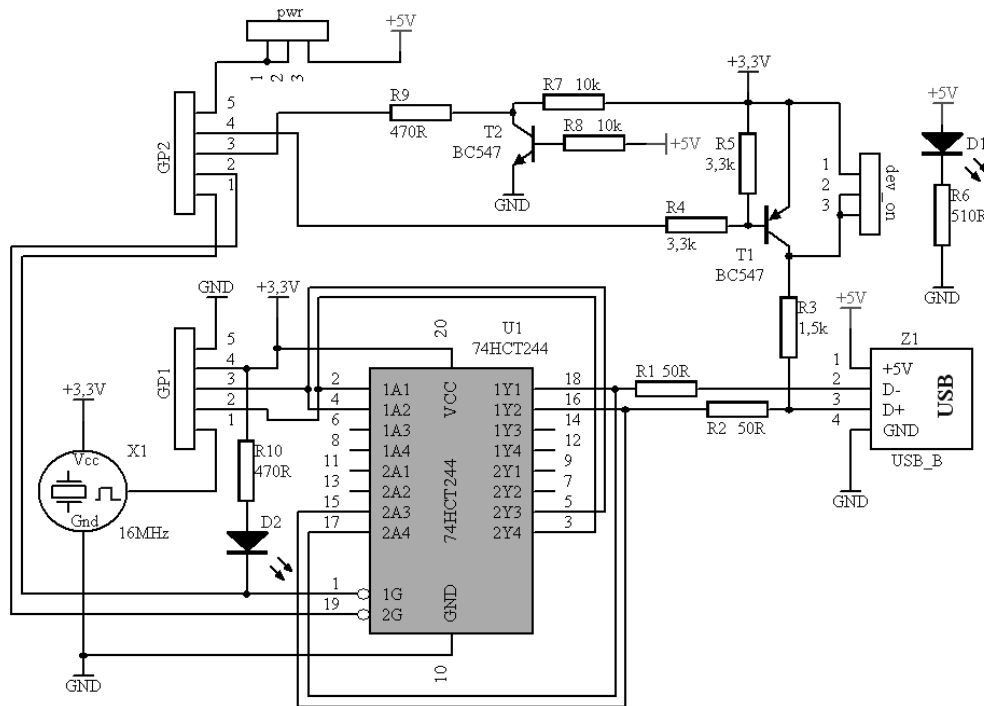 pwr
+5V
1
2
3
GP2
5
4
3
2
1
R9
470R
T2
BC547
GND
R7 10k
R8 10k
+5V
+3,3V
R5
3,3k
R4
3,3k
T1
BC547
1
2
3
dev_on
+5V
D1
R6
510R
GND
GND
+3,3V
GP1
5
4
3
2
1
+3,3V
X1
Vcc
Gnd
16MHz
GND
R10
470R
D2
U1
74HCT244
20
VCC
74HCT244
GND
10
2 1A1 1Y1 18
4 1A2 1Y2 16
6 1A3 1Y3 14
8 1A4 1Y4 12
11 2A1 2Y1 9
13 2A2 2Y2 7
15 2A3 2Y3 5
17 2A4 2Y4 3
1 1G
19 2G
R1 50R
R2 50R
R3
1,5k
+5V
Z1
1 +5V
2 D-
3 D+
4 GND
USB
USB_B
GND